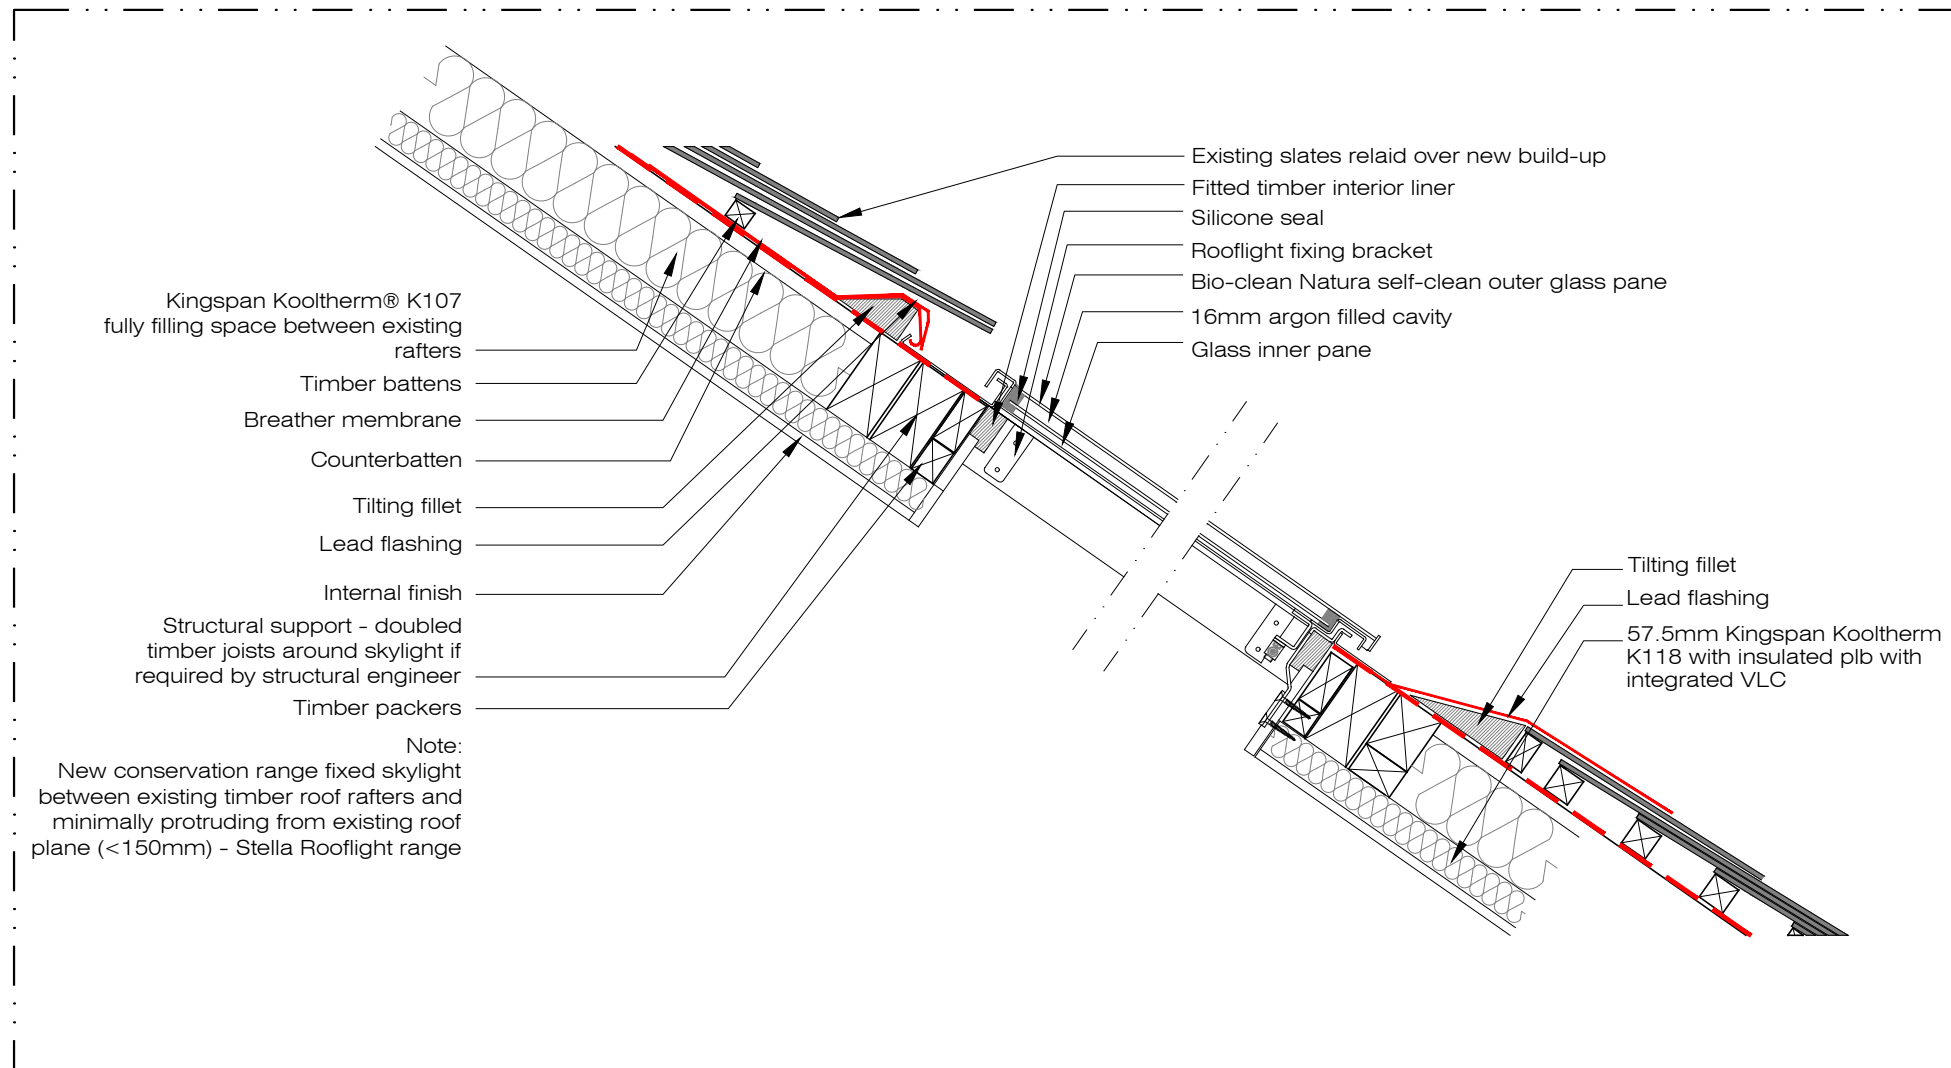 Existing slates relaid over new build-up
Fitted timber interior liner
Silicone seal
Rooflight fixing bracket
Bio-clean Natura self-clean outer glass pane
16mm argon filled cavity
Glass inner pane
Kingspan Kooltherm® K107
fully filling space between existing
rafters
Timber battens
Breather membrane
Counterbatten
Tilting fillet
Lead flashing
Internal finish
Structural support - doubled
timber joists around skylight if
required by structural engineer
Timber packers
Note:
New conservation range fixed skylight
between existing timber roof rafters and
minimally protruding from existing roof
plane (<150mm) - Stella Rooflight range
Tilting fillet
Lead flashing
57.5mm Kingspan Kooltherm
K118 with insulated plb with
integrated VLC